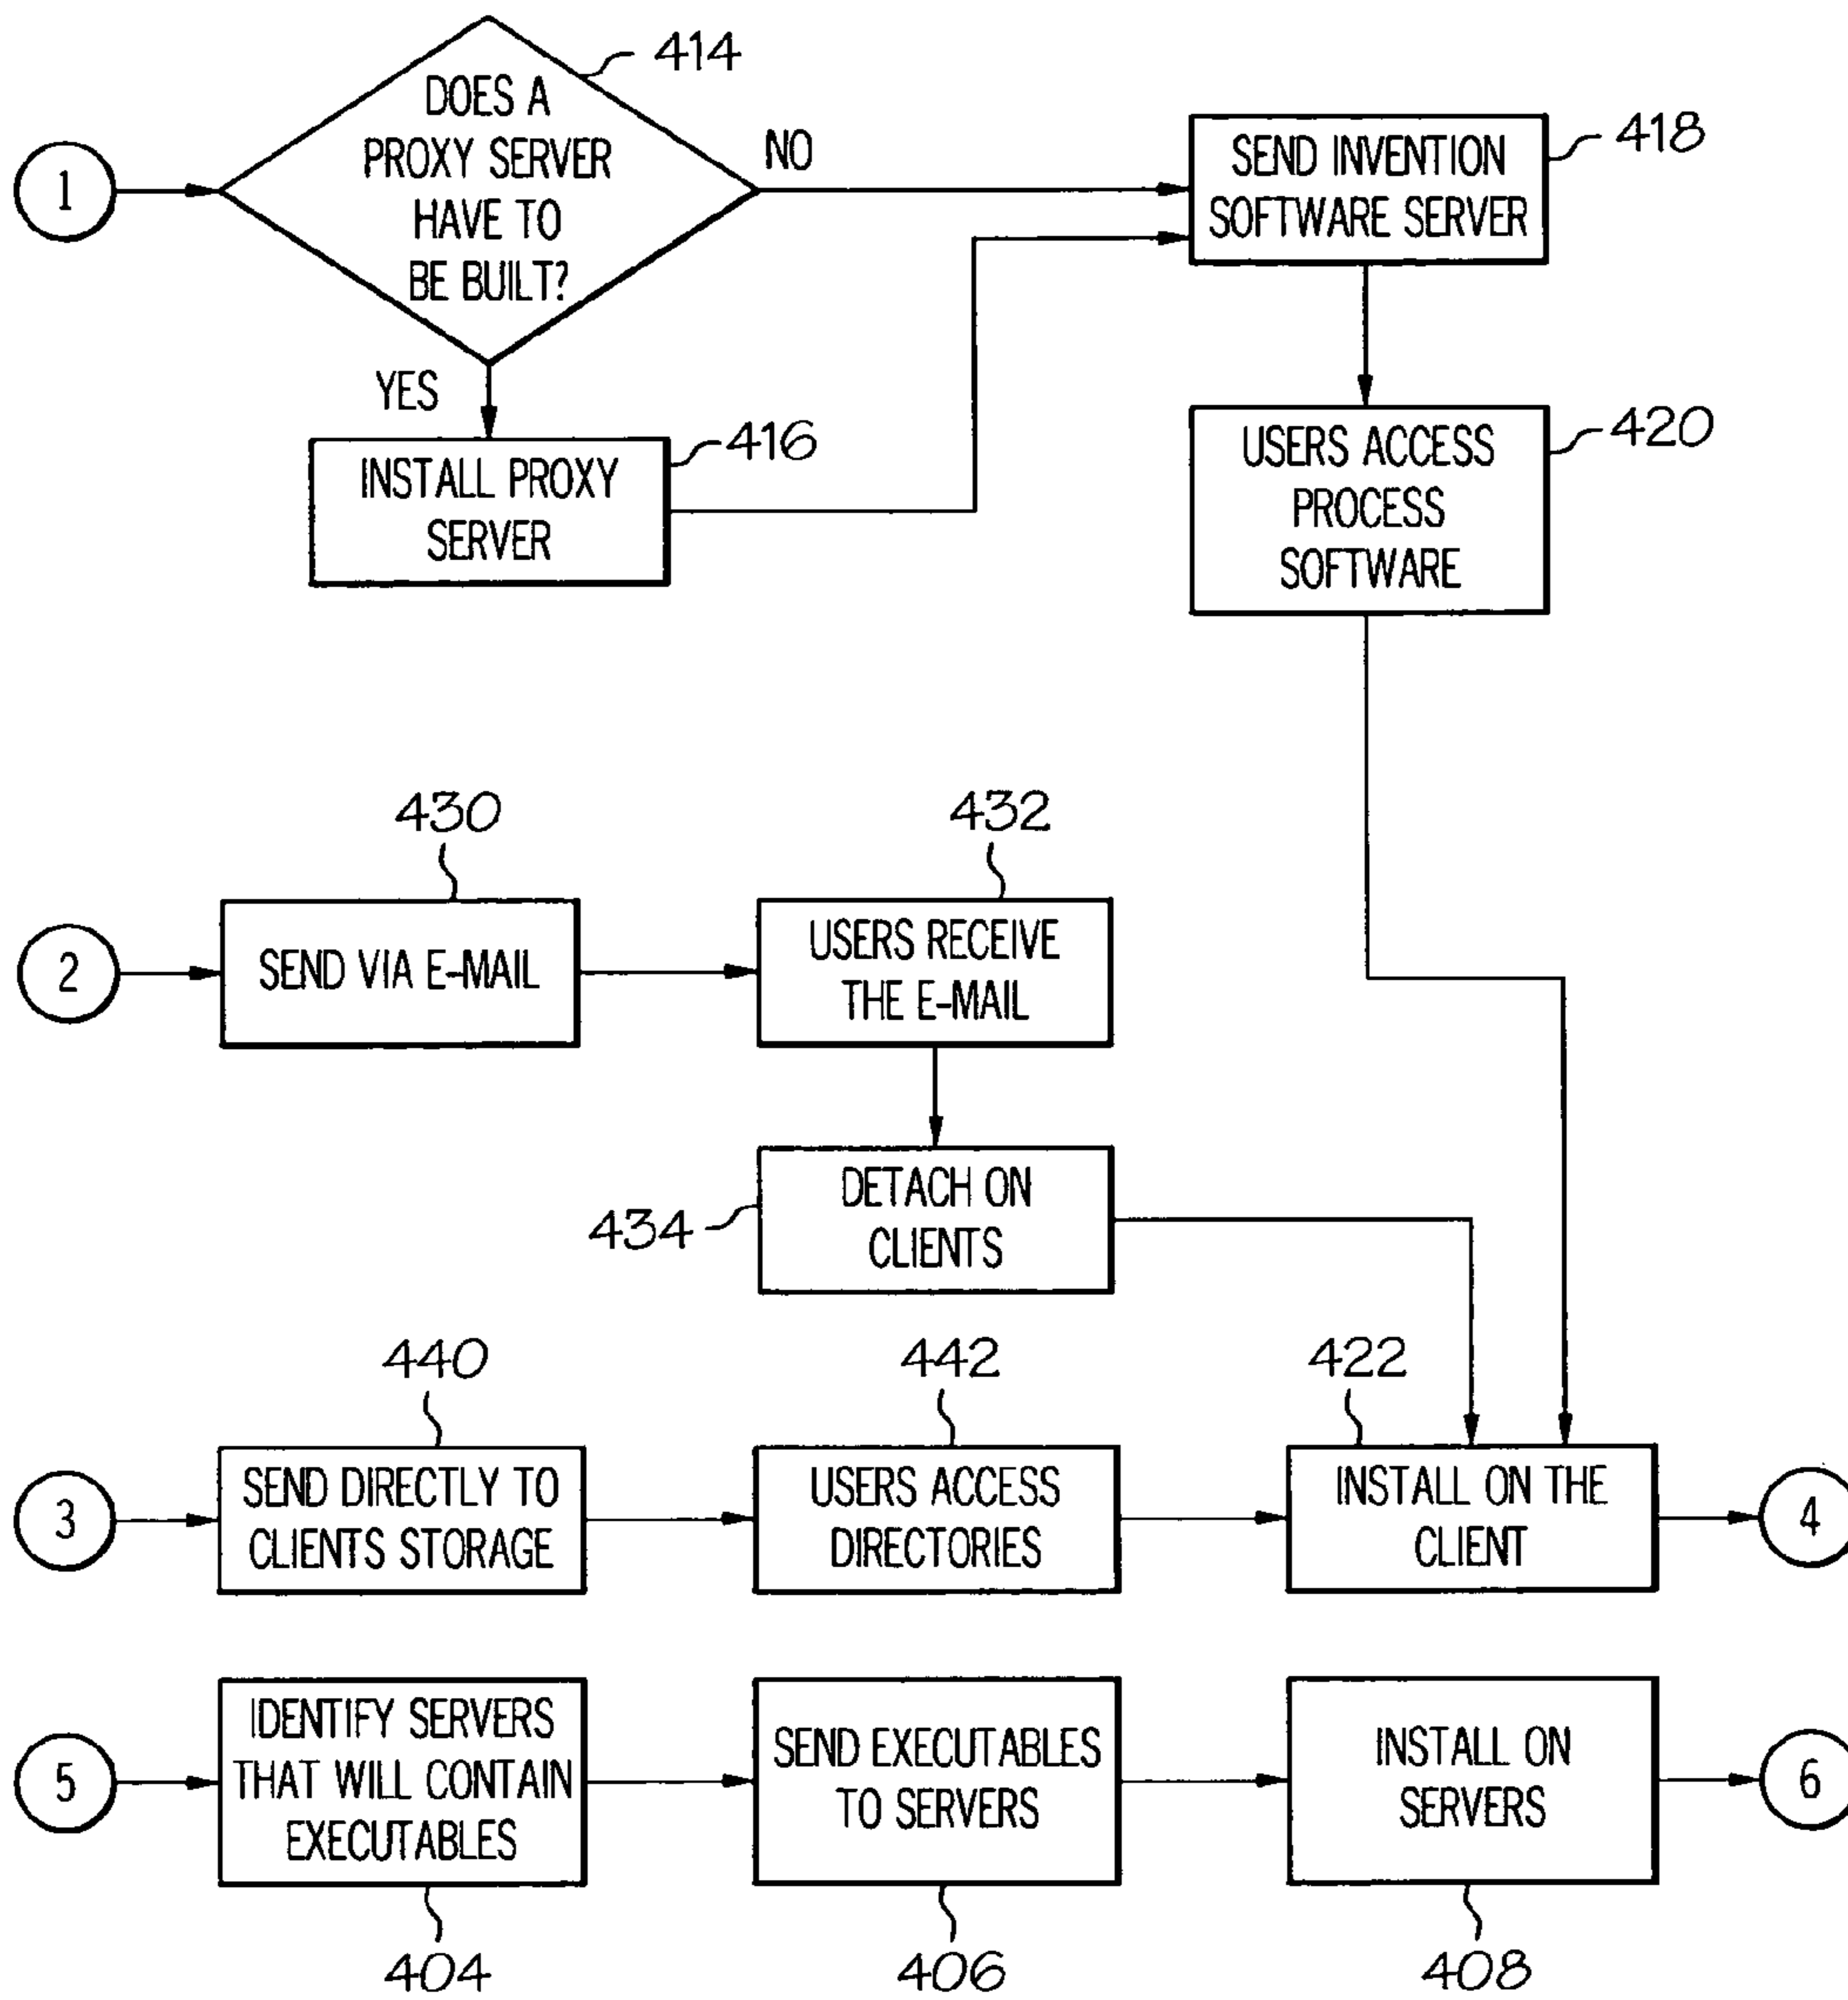 414
DOES A
PROXY SERVER
HAVE TO
BE BUILT?
1
NO
SEND INVENTION
SOFTWARE SERVER
418
YES
INSTALL PROXY
SERVER
416
USERS ACCESS
PROCESS
SOFTWARE
420
430
432
2
SEND VIA E-MAIL
USERS RECEIVE
THE E-MAIL
DETACH ON
CLIENTS
434
440
442
422
3
SEND DIRECTLY TO
CLIENTS STORAGE
USERS ACCESS
DIRECTORIES
INSTALL ON THE
CLIENT
4
5
IDENTIFY SERVERS
THAT WILL CONTAIN
EXECUTABLES
SEND EXECUTABLES
TO SERVERS
INSTALL ON
SERVERS
6
404
406
408